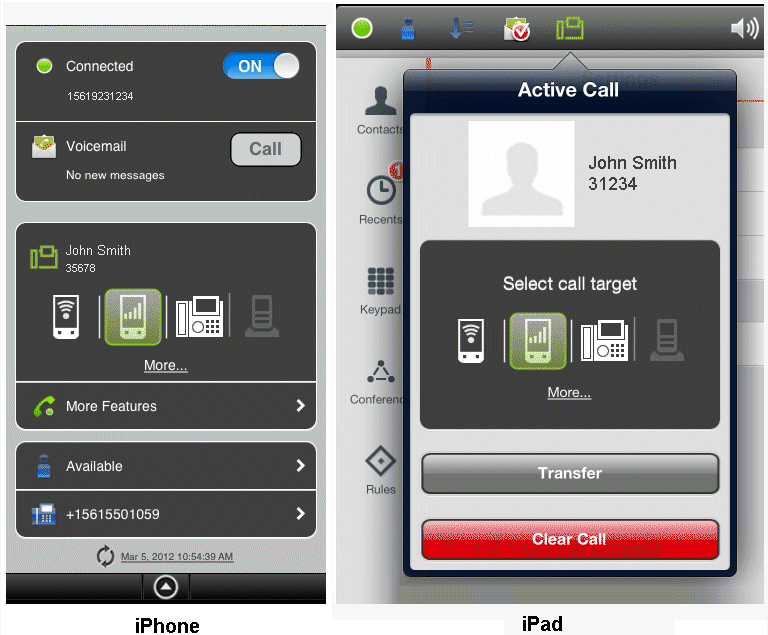 Connected
ON
15619231234
Voicemail
Call
No new messages
John Smith
35678
More...
More Features
Available
+15615501059
Mar 5, 2012 10:54:39 AM
iPhone
Active Call
Contacts
John Smith
31234
1
Recents
Select call target
Keypad
More...
Conferenc
Rules
Transfer
Clear Call
iPad